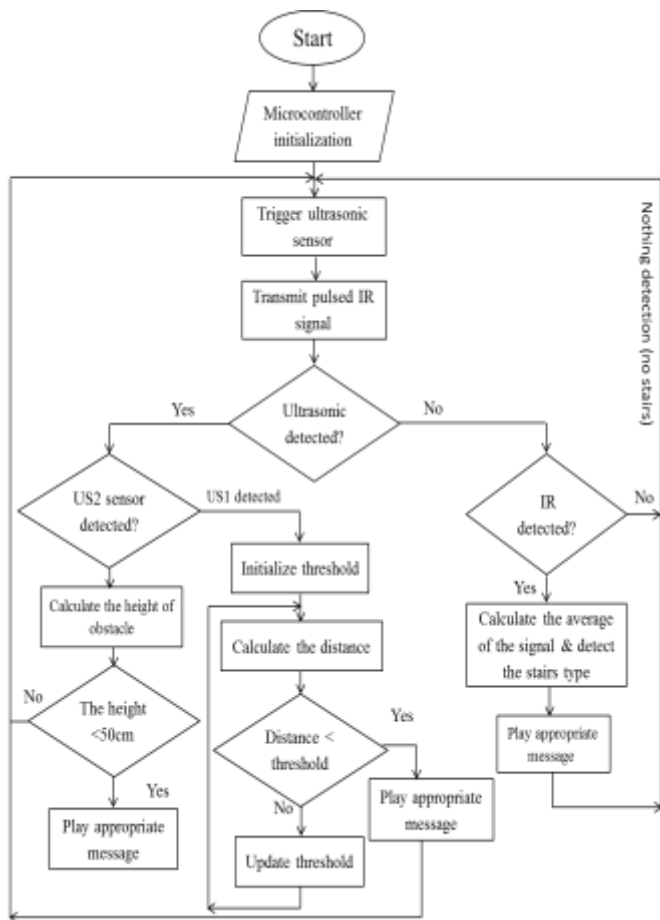 Start
Microcontroller
initialization
Trigger ultrasonic
sensor
Transmit pulsed IR
signal
Ultrasonic
detected?
Yes
No
US2 sensor
detected?
US1 detected
IR
detected?
No
Nothing detection (no stairs)
Initialize threshold
Yes
Calculate the height of
obstacle
Calculate the distance
Calculate the average
of the signal & detect
the stairs type
No
The height
<50cm
Yes
Distance <
threshold
Yes
No
Play appropriate
message
Play appropriate
message
Play appropriate
message
Update threshold